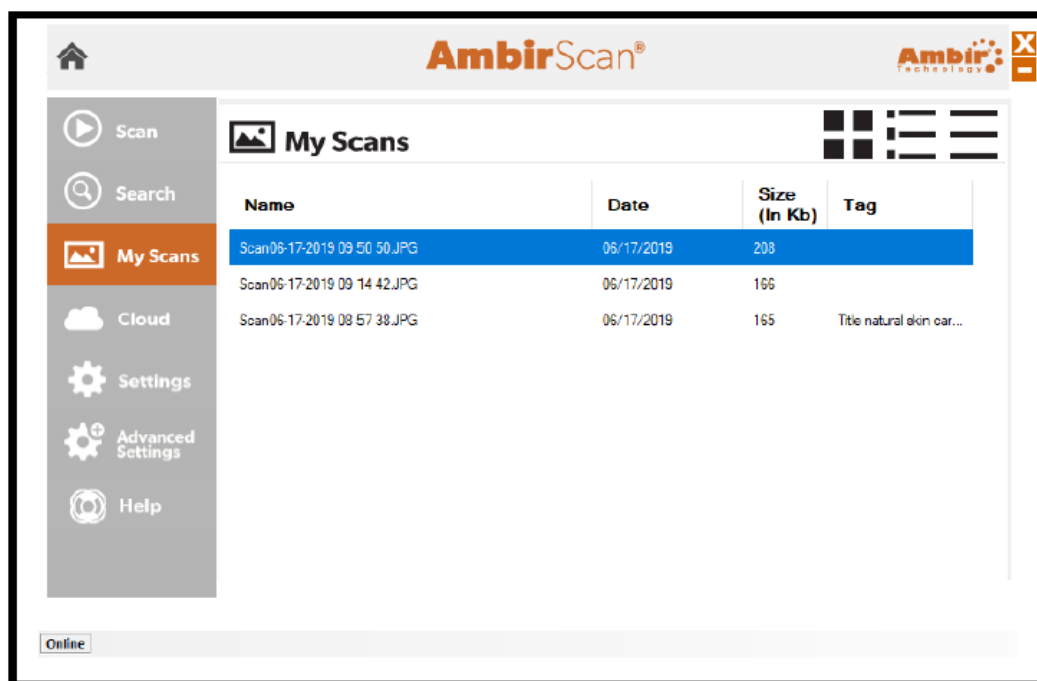 AmbirScan®
Ambir
Technology
X
Scan
Search
My Scans
Cloud
Settings
Advanced
Settings
Help
My Scans
Name Date Size (In Kb) Tag
Scan06-17-2019 09 50 50.JPG 06/17/2019 208
Scan06-17-2019 09 14 42.JPG 06/17/2019 166
Scan06-17-2019 08 57 38.JPG 06/17/2019 165 Title natural skin car...
Online